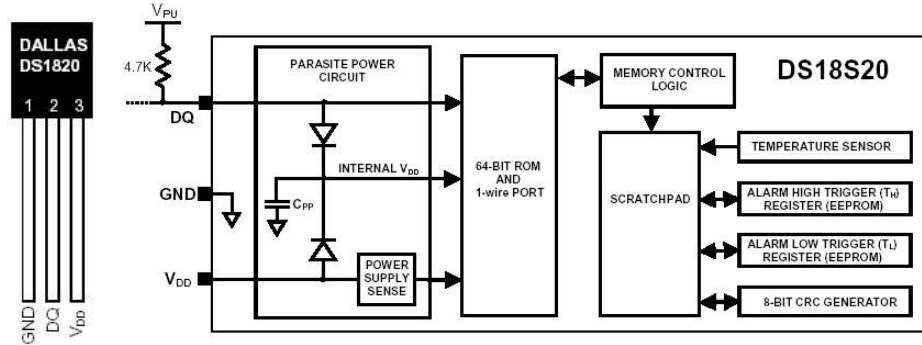 DALLAS
DS1820
1 2 3
GND
DQ
VDD
VPU
4.7K
DQ
GND
VDD
PARASITE POWER
CIRCUIT
INTERNAL VDD
CPP
POWER
SUPPLY
SENSE
64-BIT ROM
AND
1-wire PORT
MEMORY CONTROL
LOGIC
DS18S20
SCRATCHPAD
TEMPERATURE SENSOR
ALARM HIGH TRIGGER (TH)
REGISTER (EEPROM)
ALARM LOW TRIGGER (TL)
REGISTER (EEPROM)
8-BIT CRC GENERATOR